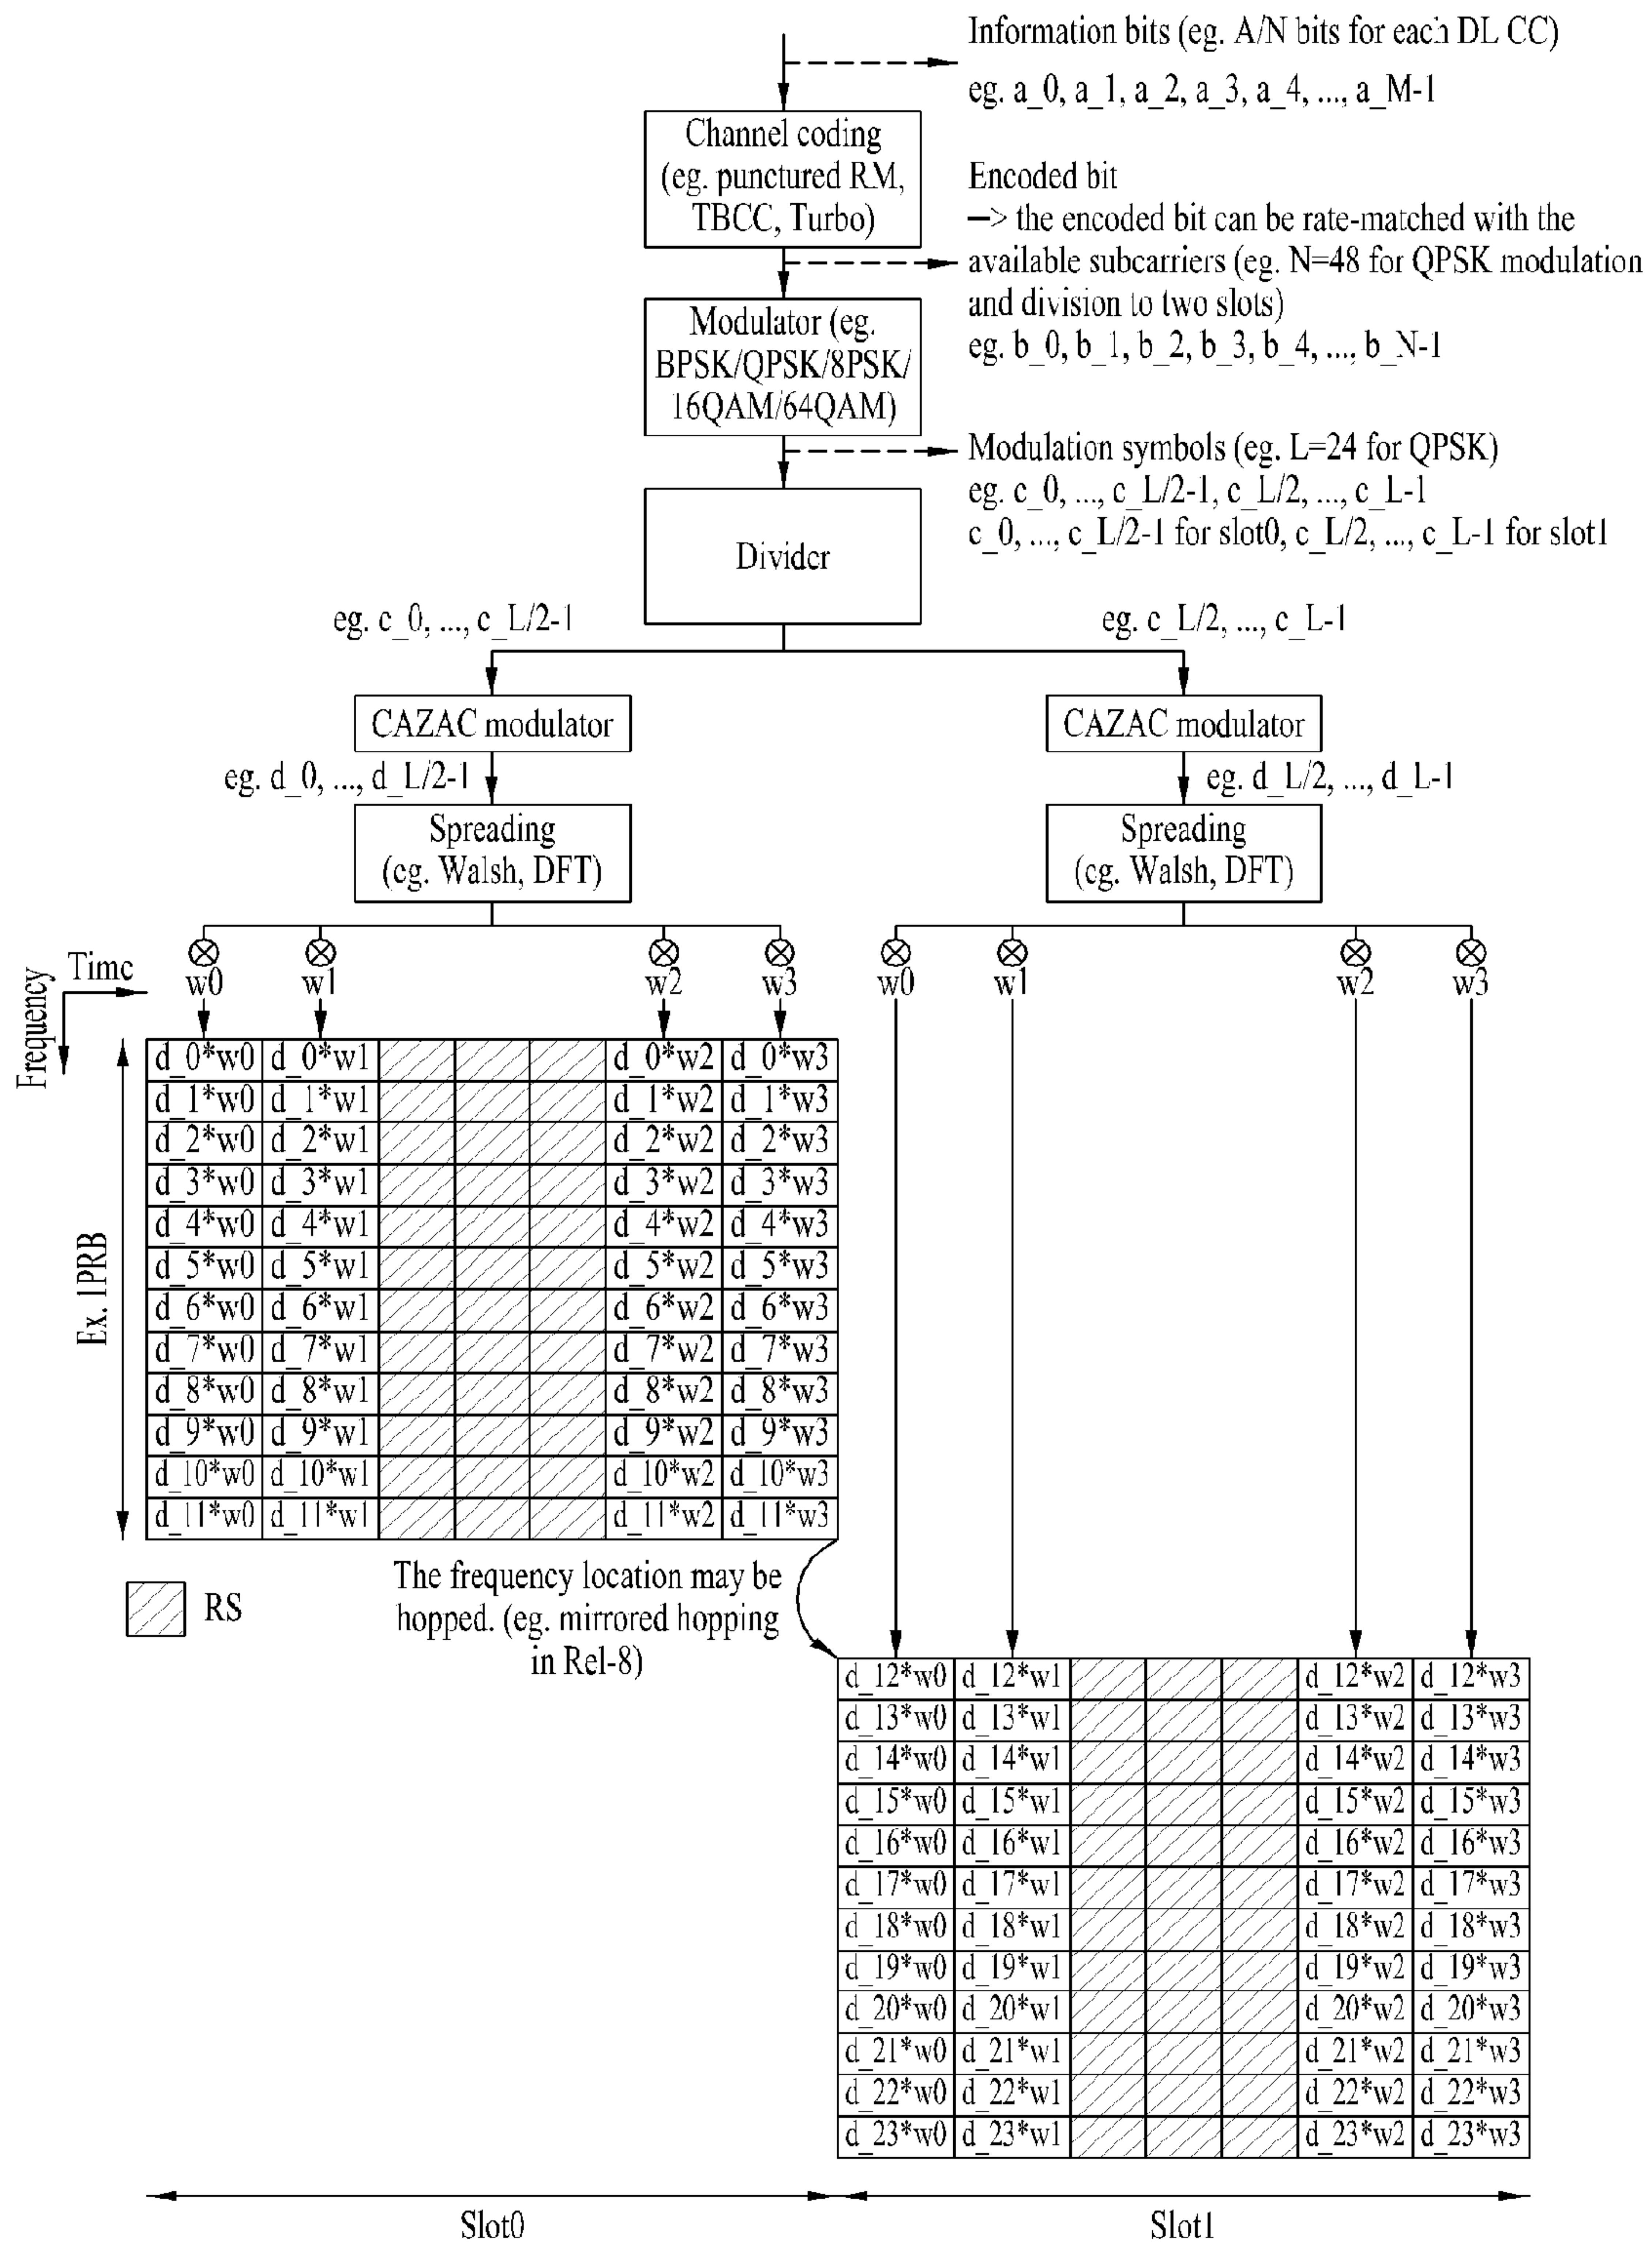 Information bits (eg. A/N bits for each DL CC)
eg. a_0, a_1, a_2, a_3, a_4, ..., a_M-1
Channel coding
(eg. punctured RM,
TBCC, Turbo)
Encoded bit
—> the encoded bit can be rate-matched with the
available subcarriers (eg. N=48 for QPSK modulation
and division to two slots)
eg. b_0, b_1, b_2, b_3, b_4, ..., b_N-1
Modulator (eg.
BPSK/QPSK/8PSK/
16QAM/64QAM)
Modulation symbols (eg. L=24 for QPSK)
eg. c_0, ..., c_L/2-1, c_L/2, ..., c_L-1
c_0, ..., c_L/2-1 for slot0, c_L/2, ..., c_L-1 for slot1
Divider
eg. c_0, ..., c_L/2-1
eg. c_L/2, ..., c_L-1
CAZAC modulator
CAZAC modulator
eg. d_0, ..., d_L/2-1
eg. d_L/2, ..., d_L-1
Spreading
(eg. Walsh, DFT)
Spreading
(eg. Walsh, DFT)
Time
Frequency
w0 w1 w2 w3 w0 w1 w2 w3
d_0*w0 d_0*w1 d_0*w2 d_0*w3
d_1*w0 d_1*w1 d_1*w2 d_1*w3
d_2*w0 d_2*w1 d_2*w2 d_2*w3
d_3*w0 d_3*w1 d_3*w2 d_3*w3
d_4*w0 d_4*w1 d_4*w2 d_4*w3
d_5*w0 d_5*w1 d_5*w2 d_5*w3
d_6*w0 d_6*w1 d_6*w2 d_6*w3
d_7*w0 d_7*w1 d_7*w2 d_7*w3
d_8*w0 d_8*w1 d_8*w2 d_8*w3
d_9*w0 d_9*w1 d_9*w2 d_9*w3
d_10*w0 d_10*w1 d_10*w2 d_10*w3
d_11*w0 d_11*w1 d_11*w2 d_11*w3
Ex. 1PRB
RS
The frequency location may be
hopped. (eg. mirrored hopping
in Rel-8)
d_12*w0 d_12*w1 d_12*w2 d_12*w3
d_13*w0 d_13*w1 d_13*w2 d_13*w3
d_14*w0 d_14*w1 d_14*w2 d_14*w3
d_15*w0 d_15*w1 d_15*w2 d_15*w3
d_16*w0 d_16*w1 d_16*w2 d_16*w3
d_17*w0 d_17*w1 d_17*w2 d_17*w3
d_18*w0 d_18*w1 d_18*w2 d_18*w3
d_19*w0 d_19*w1 d_19*w2 d_19*w3
d_20*w0 d_20*w1 d_20*w2 d_20*w3
d_21*w0 d_21*w1 d_21*w2 d_21*w3
d_22*w0 d_22*w1 d_22*w2 d_22*w3
d_23*w0 d_23*w1 d_23*w2 d_23*w3
Slot0
Slot1